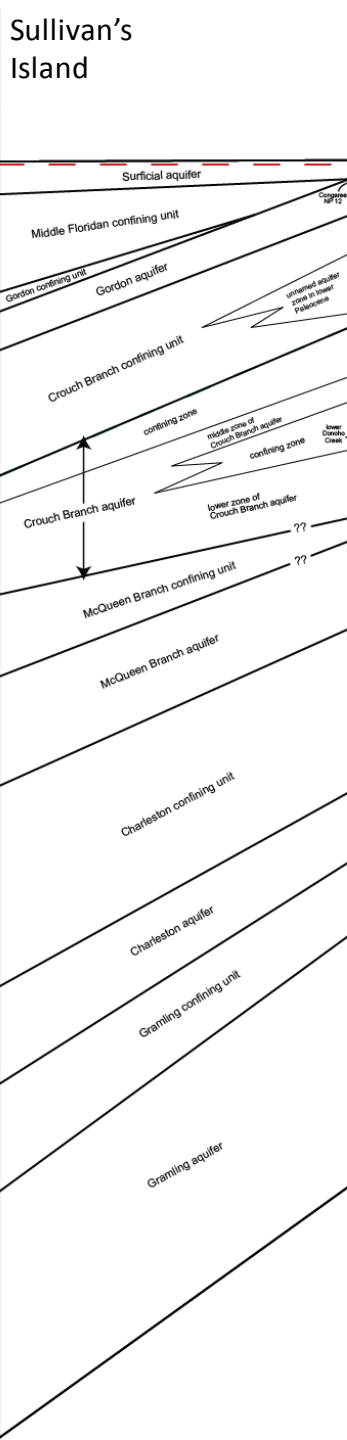 Sullivan's
Island
Surficial aquifer
Congaree
NP12
Middle Floridan confining unit
Gordon confining unit
Gordon aquifer
unnamed aquifer
zone in lower
Paleocene
Crouch Branch confining unit
confining zone
middle zone of
Crouch Branch aquifer
lower
Donoho
Creek
confining zone
Crouch Branch aquifer
lower zone of
Crouch Branch aquifer
??
??
McQueen Branch confining unit
McQueen Branch aquifer
Charleston confining unit
Charleston aquifer
Gramling confining unit
Gramling aquifer